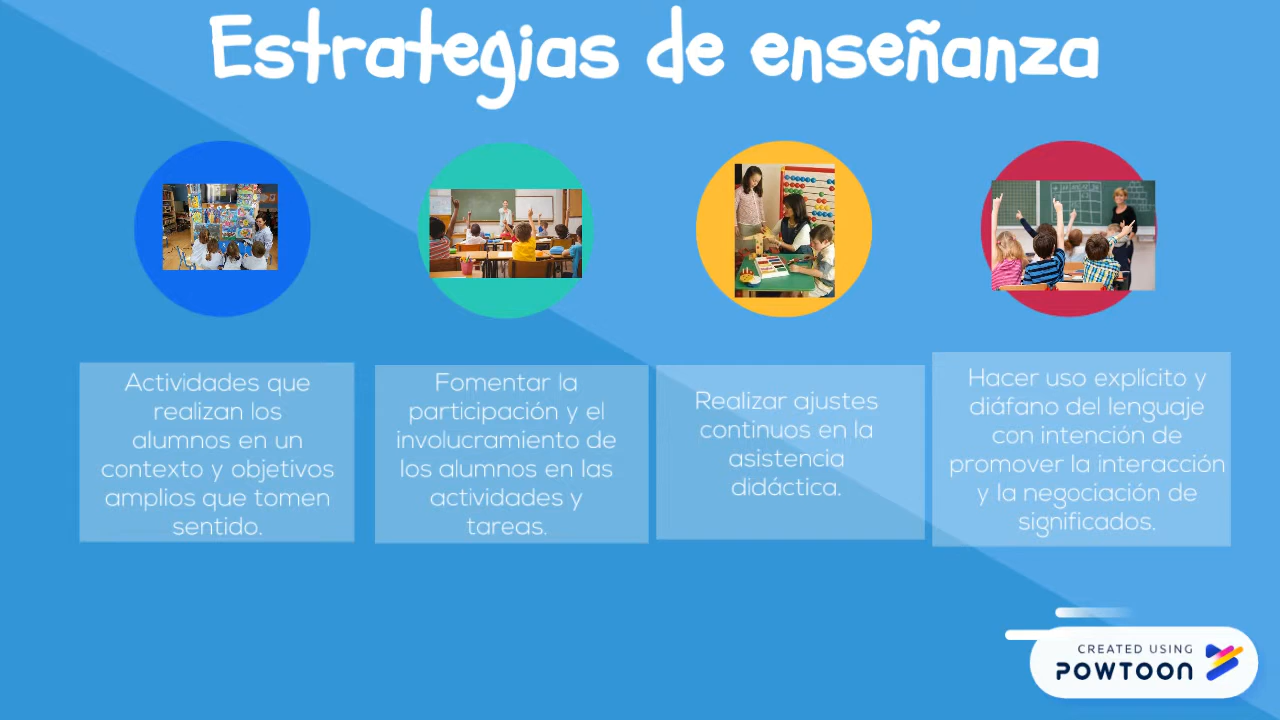 Estrategias de enseñanza
Actividades que
realizan los
alumnos en un
contexto y objetivos
amplios que tomen
sentido.
Fomentar la
participación y el
involucramiento de
los alumnos en las
actividades y
tareas.
Realizar ajustes
continuos en la
asistencia
didáctica.
Hacer uso explícito y
diáfano del lenguaje
con intención de
promover la interacción
y la negociación de
significados.
CREATED USING
POWTOON